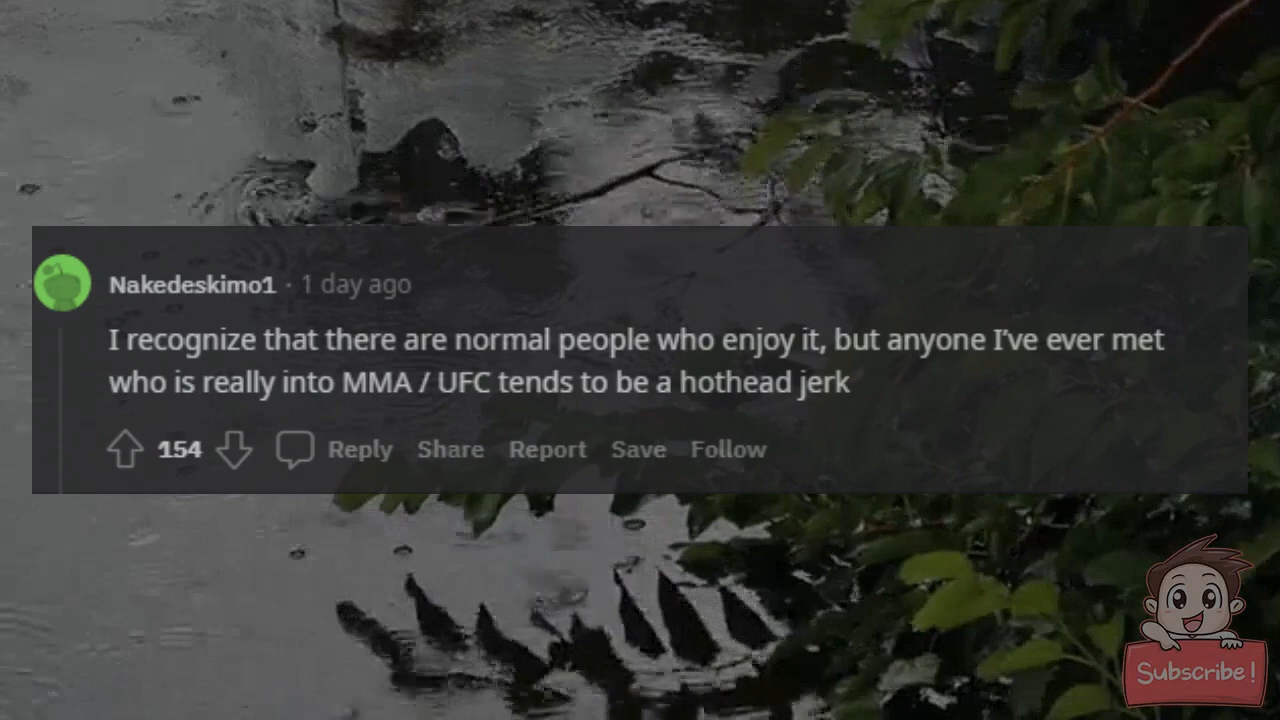 Nakedeskimo1 · 1 day ago
I recognize that there are normal people who enjoy it, but anyone I've ever met
who is really into MMA / UFC tends to be a hothead jerk
154 Reply Share Report Save Follow
Subscribe!